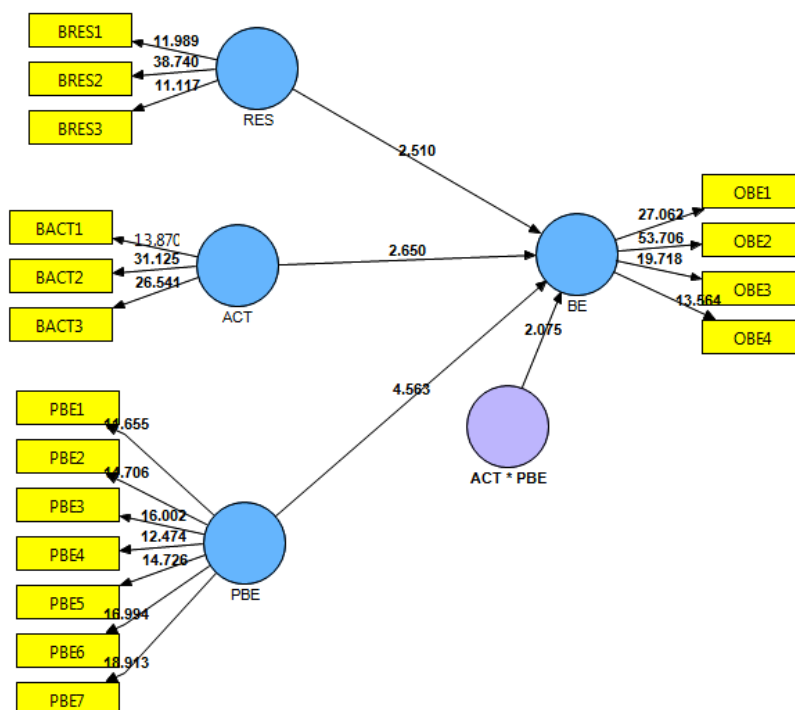 BRES1
11.989
BRES2
38.740
BRES3
11.117
RES
2.510
BACT1
13.870
BACT2
31.125
BACT3
26.541
ACT
2.650
OBE1
27.062
OBE2
53.706
OBE3
19.718
OBE4
13.564
BE
2.075
4.563
ACT * PBE
PBE1
PBE2
14.706
PBE3
16.002
PBE4
12.474
PBE5
14.726
PBE6
16.994
PBE7
18.913
PBE